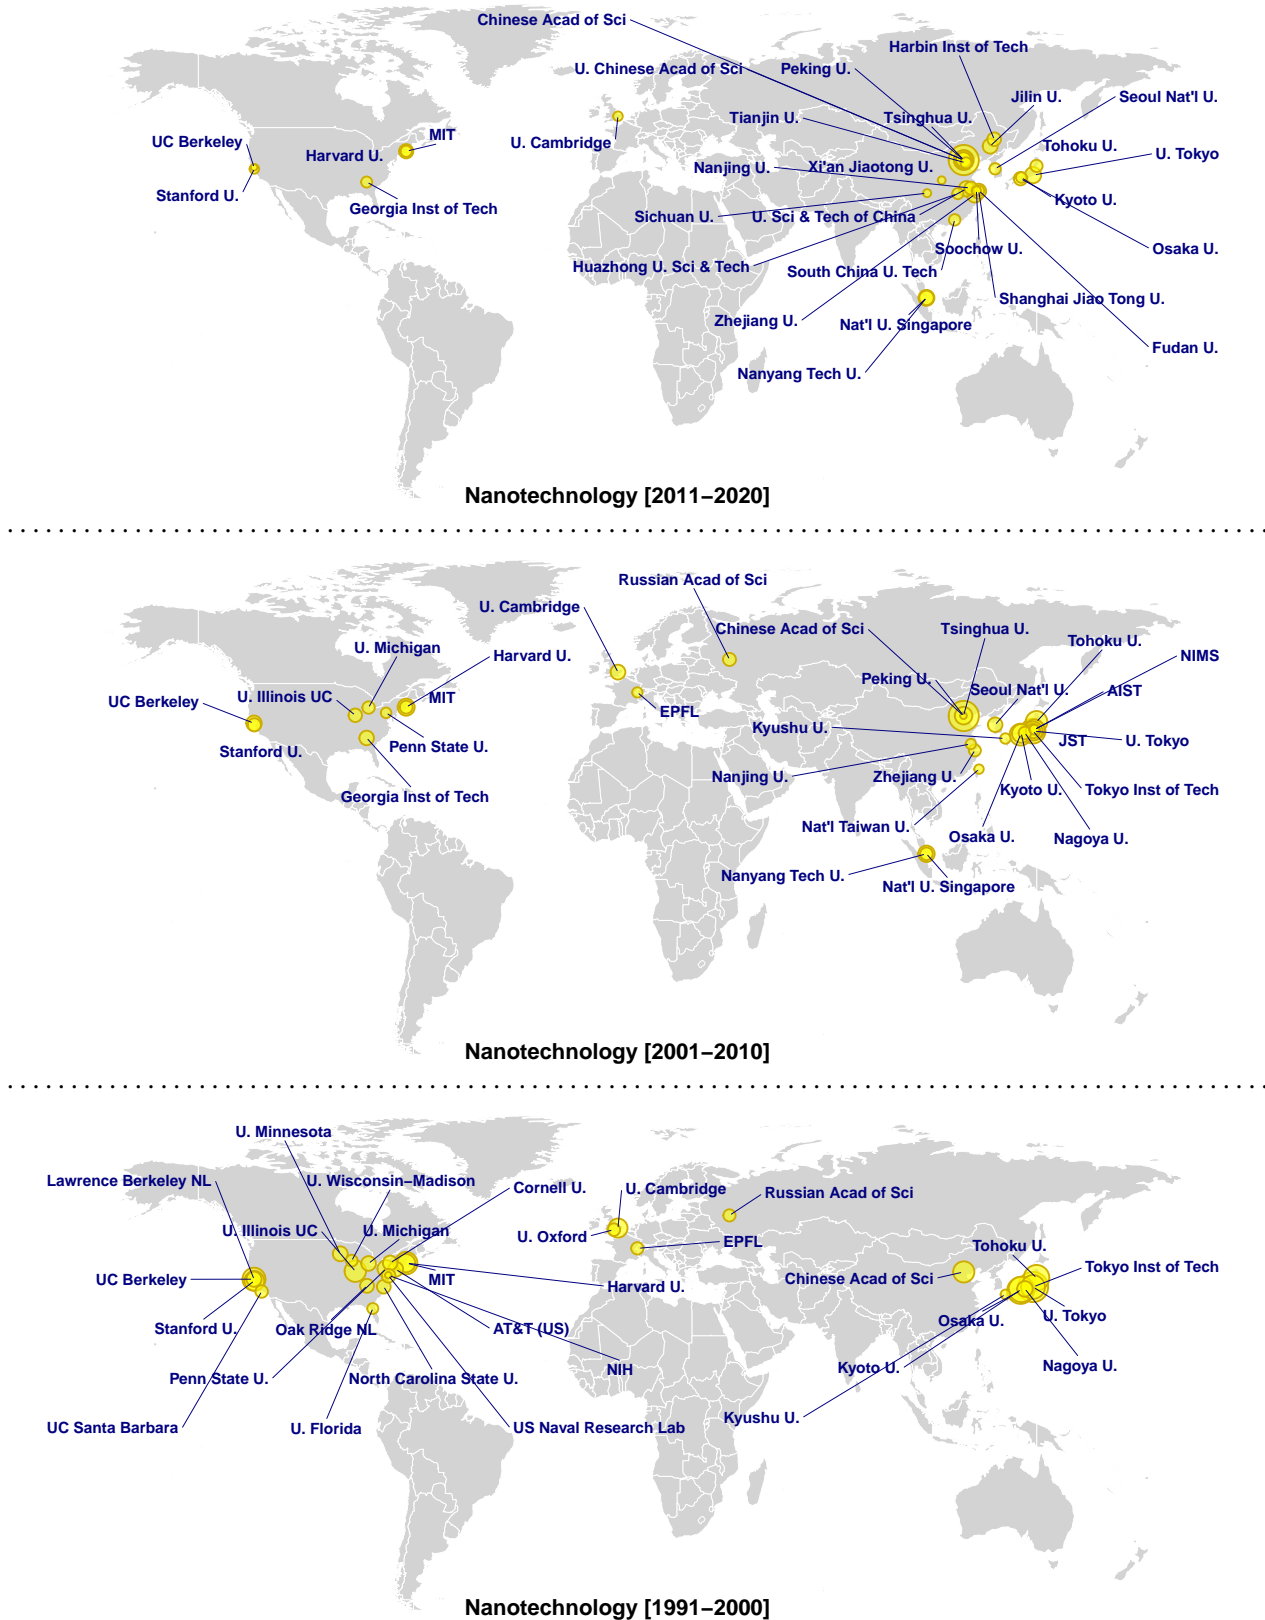 Chinese Acad of Sci
Harbin Inst of Tech
U. Chinese Acad of Sci
Peking U.
Jilin U.
Seoul Nat'l U.
Tianjin U.
Tsinghua U.
UC Berkeley
MIT
Harvard U.
U. Cambridge
Tohoku U.
U. Tokyo
Nanjing U.
Xi'an Jiaotong U.
Stanford U.
Georgia Inst of Tech
Kyoto U.
Sichuan U.
U. Sci & Tech of China
Soochow U.
Osaka U.
Huazhong U. Sci & Tech
South China U. Tech
Shanghai Jiao Tong U.
Zhejiang U.
Nat'l U. Singapore
Fudan U.
Nanyang Tech U.
Nanotechnology [2011–2020]
Russian Acad of Sci
U. Cambridge
Chinese Acad of Sci
Tsinghua U.
Tohoku U.
U. Michigan
Harvard U.
NIMS
Peking U.
Seoul Nat'l U.
AIST
UC Berkeley
U. Illinois UC
MIT
EPFL
Kyushu U.
JST
U. Tokyo
Stanford U.
Penn State U.
Nanjing U.
Zhejiang U.
Kyoto U.
Tokyo Inst of Tech
Georgia Inst of Tech
Nat'l Taiwan U.
Osaka U.
Nagoya U.
Nanyang Tech U.
Nat'l U. Singapore
Nanotechnology [2001–2010]
U. Minnesota
Lawrence Berkeley NL
U. Wisconsin–Madison
Cornell U.
U. Cambridge
Russian Acad of Sci
U. Illinois UC
U. Michigan
U. Oxford
EPFL
Tohoku U.
UC Berkeley
MIT
Harvard U.
Chinese Acad of Sci
Tokyo Inst of Tech
Stanford U.
Oak Ridge NL
AT&T (US)
Osaka U.
U. Tokyo
Penn State U.
North Carolina State U.
NIH
Kyoto U.
Nagoya U.
UC Santa Barbara
U. Florida
US Naval Research Lab
Kyushu U.
Nanotechnology [1991–2000]